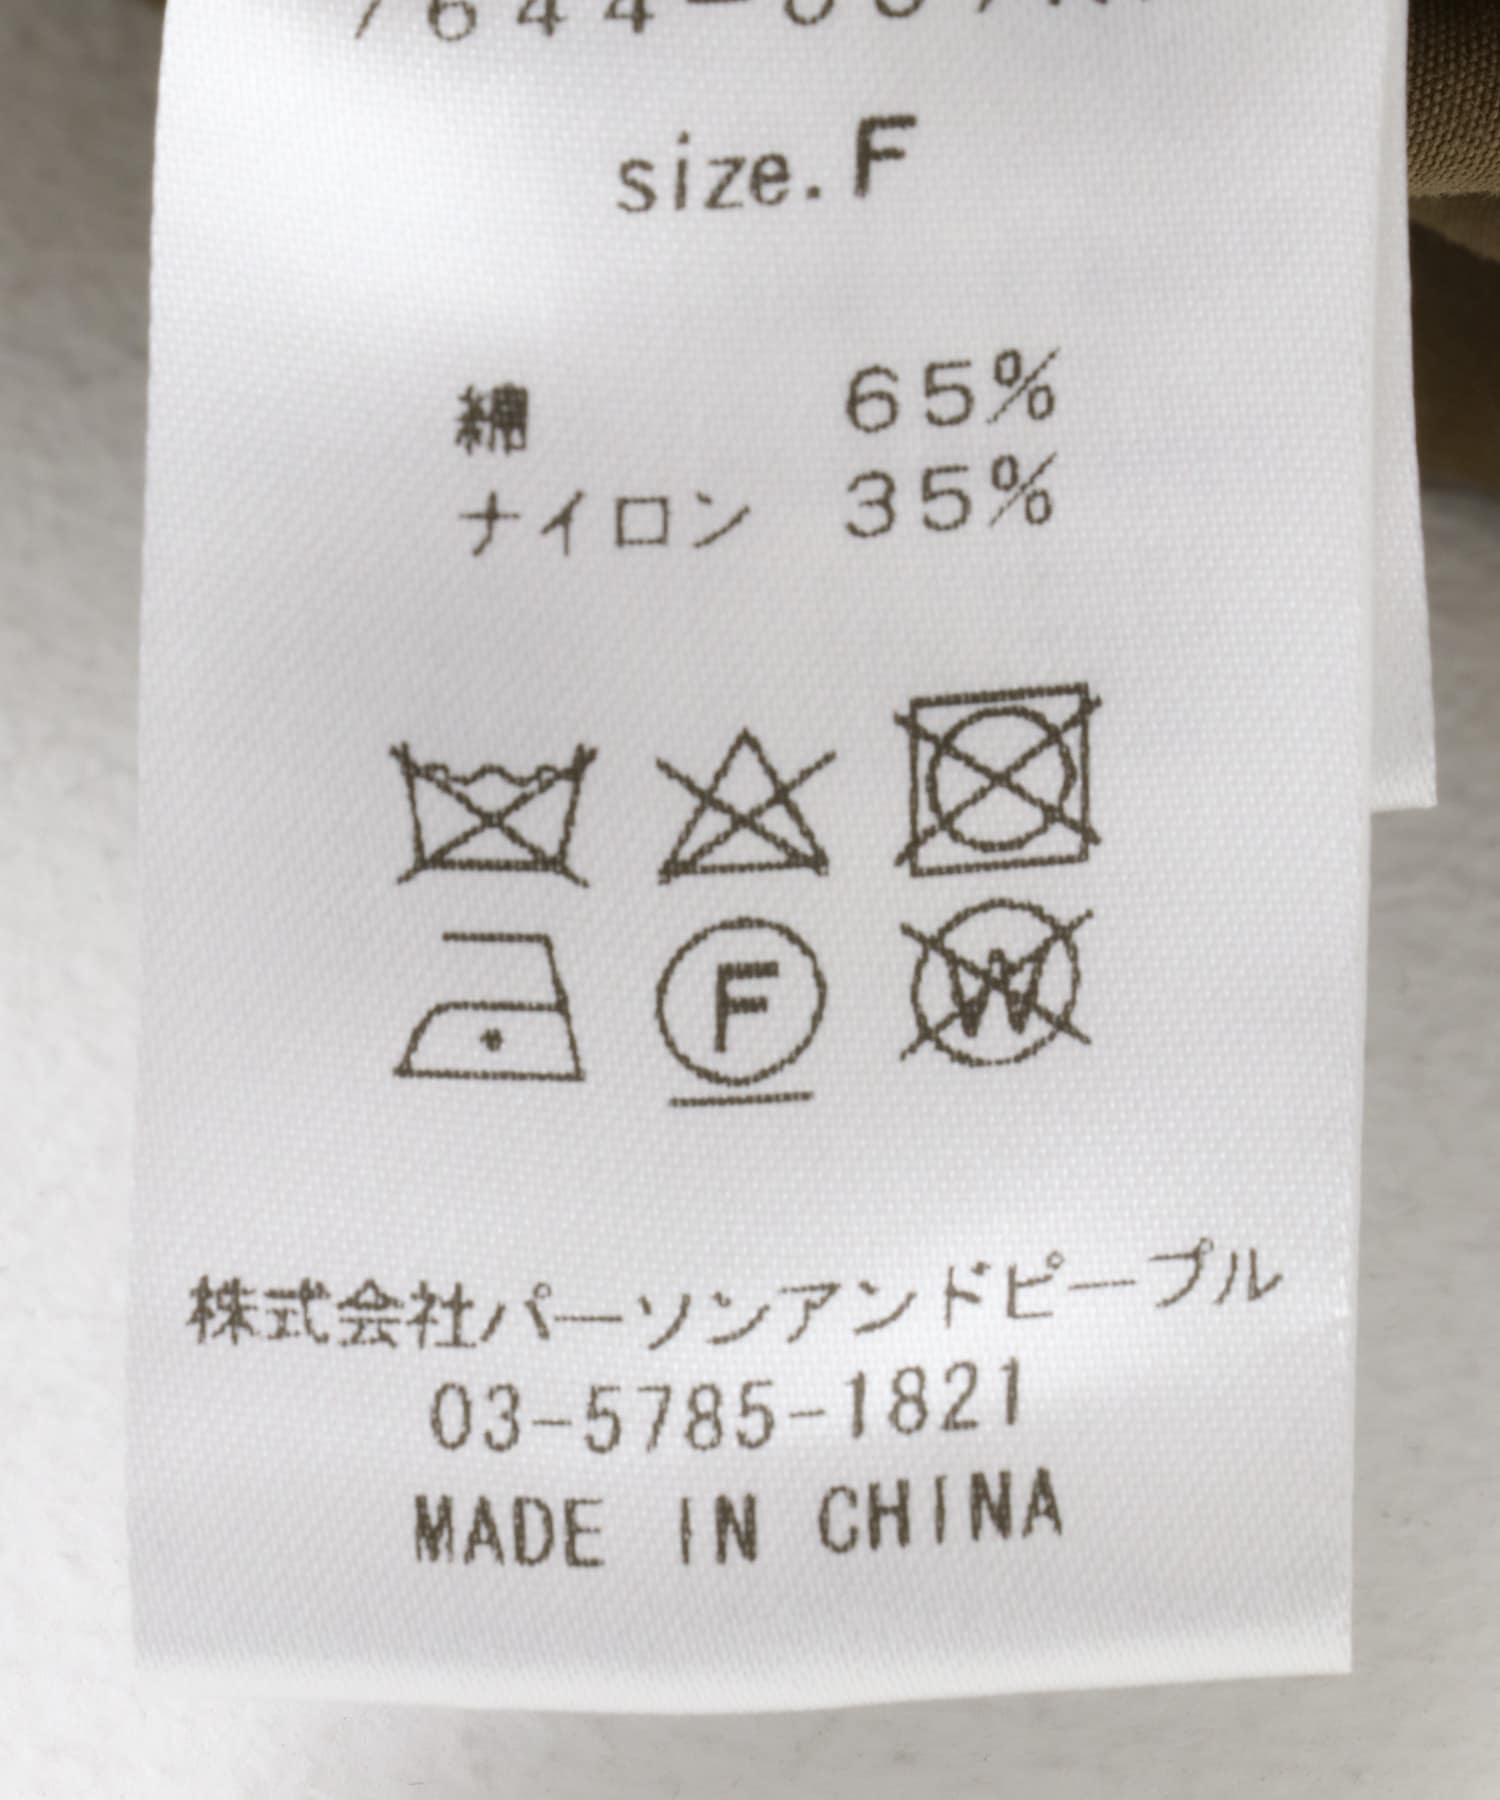 size. F
綿 65%
ナイロン 35%
F W
株式会社パーソンアンドピープル
03-5785-1821
MADE IN CHINA